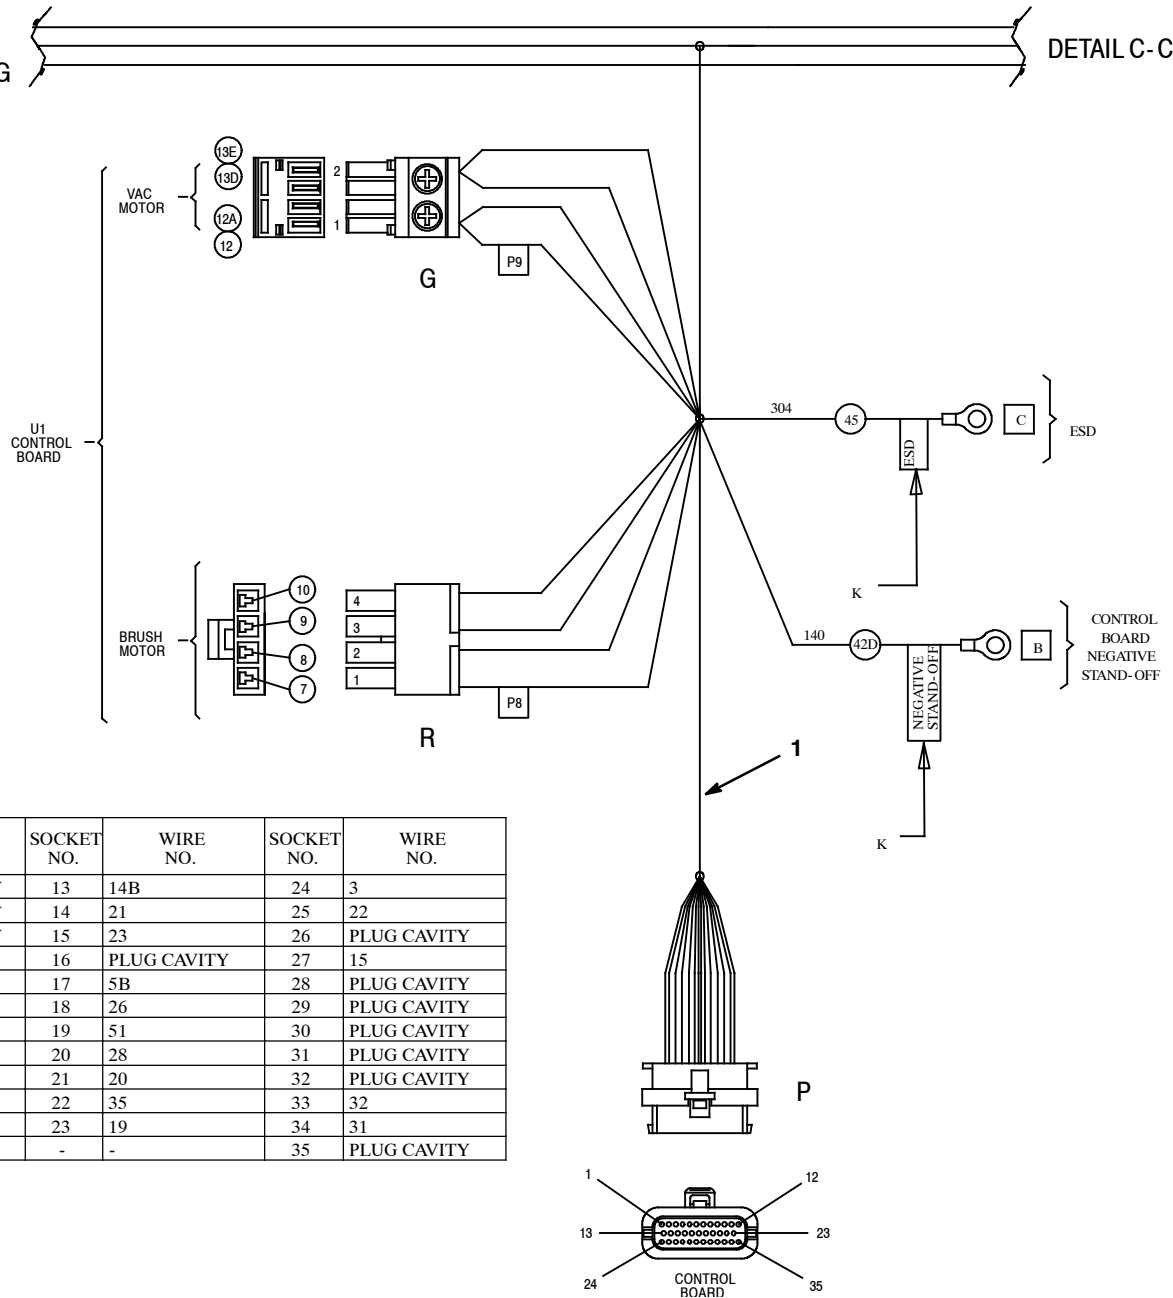 DETAIL C-C
G
13E
13D
12A
12
VAC
MOTOR
2
1
P9
G
U1
CONTROL
BOARD
304
45
ESD
C
ESD
K
140
42D
NEGATIVE
STAND-OFF
B
CONTROL
BOARD
NEGATIVE
STAND-OFF
K
BRUSH
MOTOR
10
9
8
7
4
3
2
1
P8
R
1
SOCKET NO. WIRE NO. SOCKET NO. WIRE NO.
13 14B 24 3
14 21 25 22
15 23 26 PLUG CAVITY
16 PLUG CAVITY 27 15
17 5B 28 PLUG CAVITY
18 26 29 PLUG CAVITY
19 51 30 PLUG CAVITY
20 28 31 PLUG CAVITY
21 20 32 PLUG CAVITY
22 35 33 32
23 19 34 31
- - 35 PLUG CAVITY
P
1
12
13
23
24
35
CONTROL
BOARD